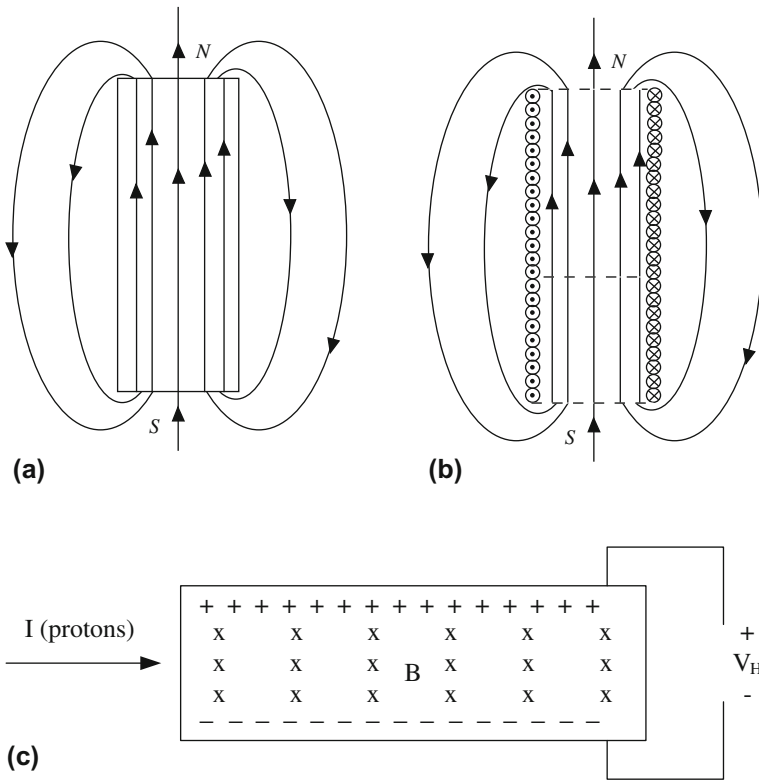 N
N
S
S
(a)
(b)
I (protons)
+ + + + + + + + + + + + + + +
x x x x x x
x x x B x x x
x x x x x x
– – – – – – – – – – – – – – –
+
V_H
-
(c)